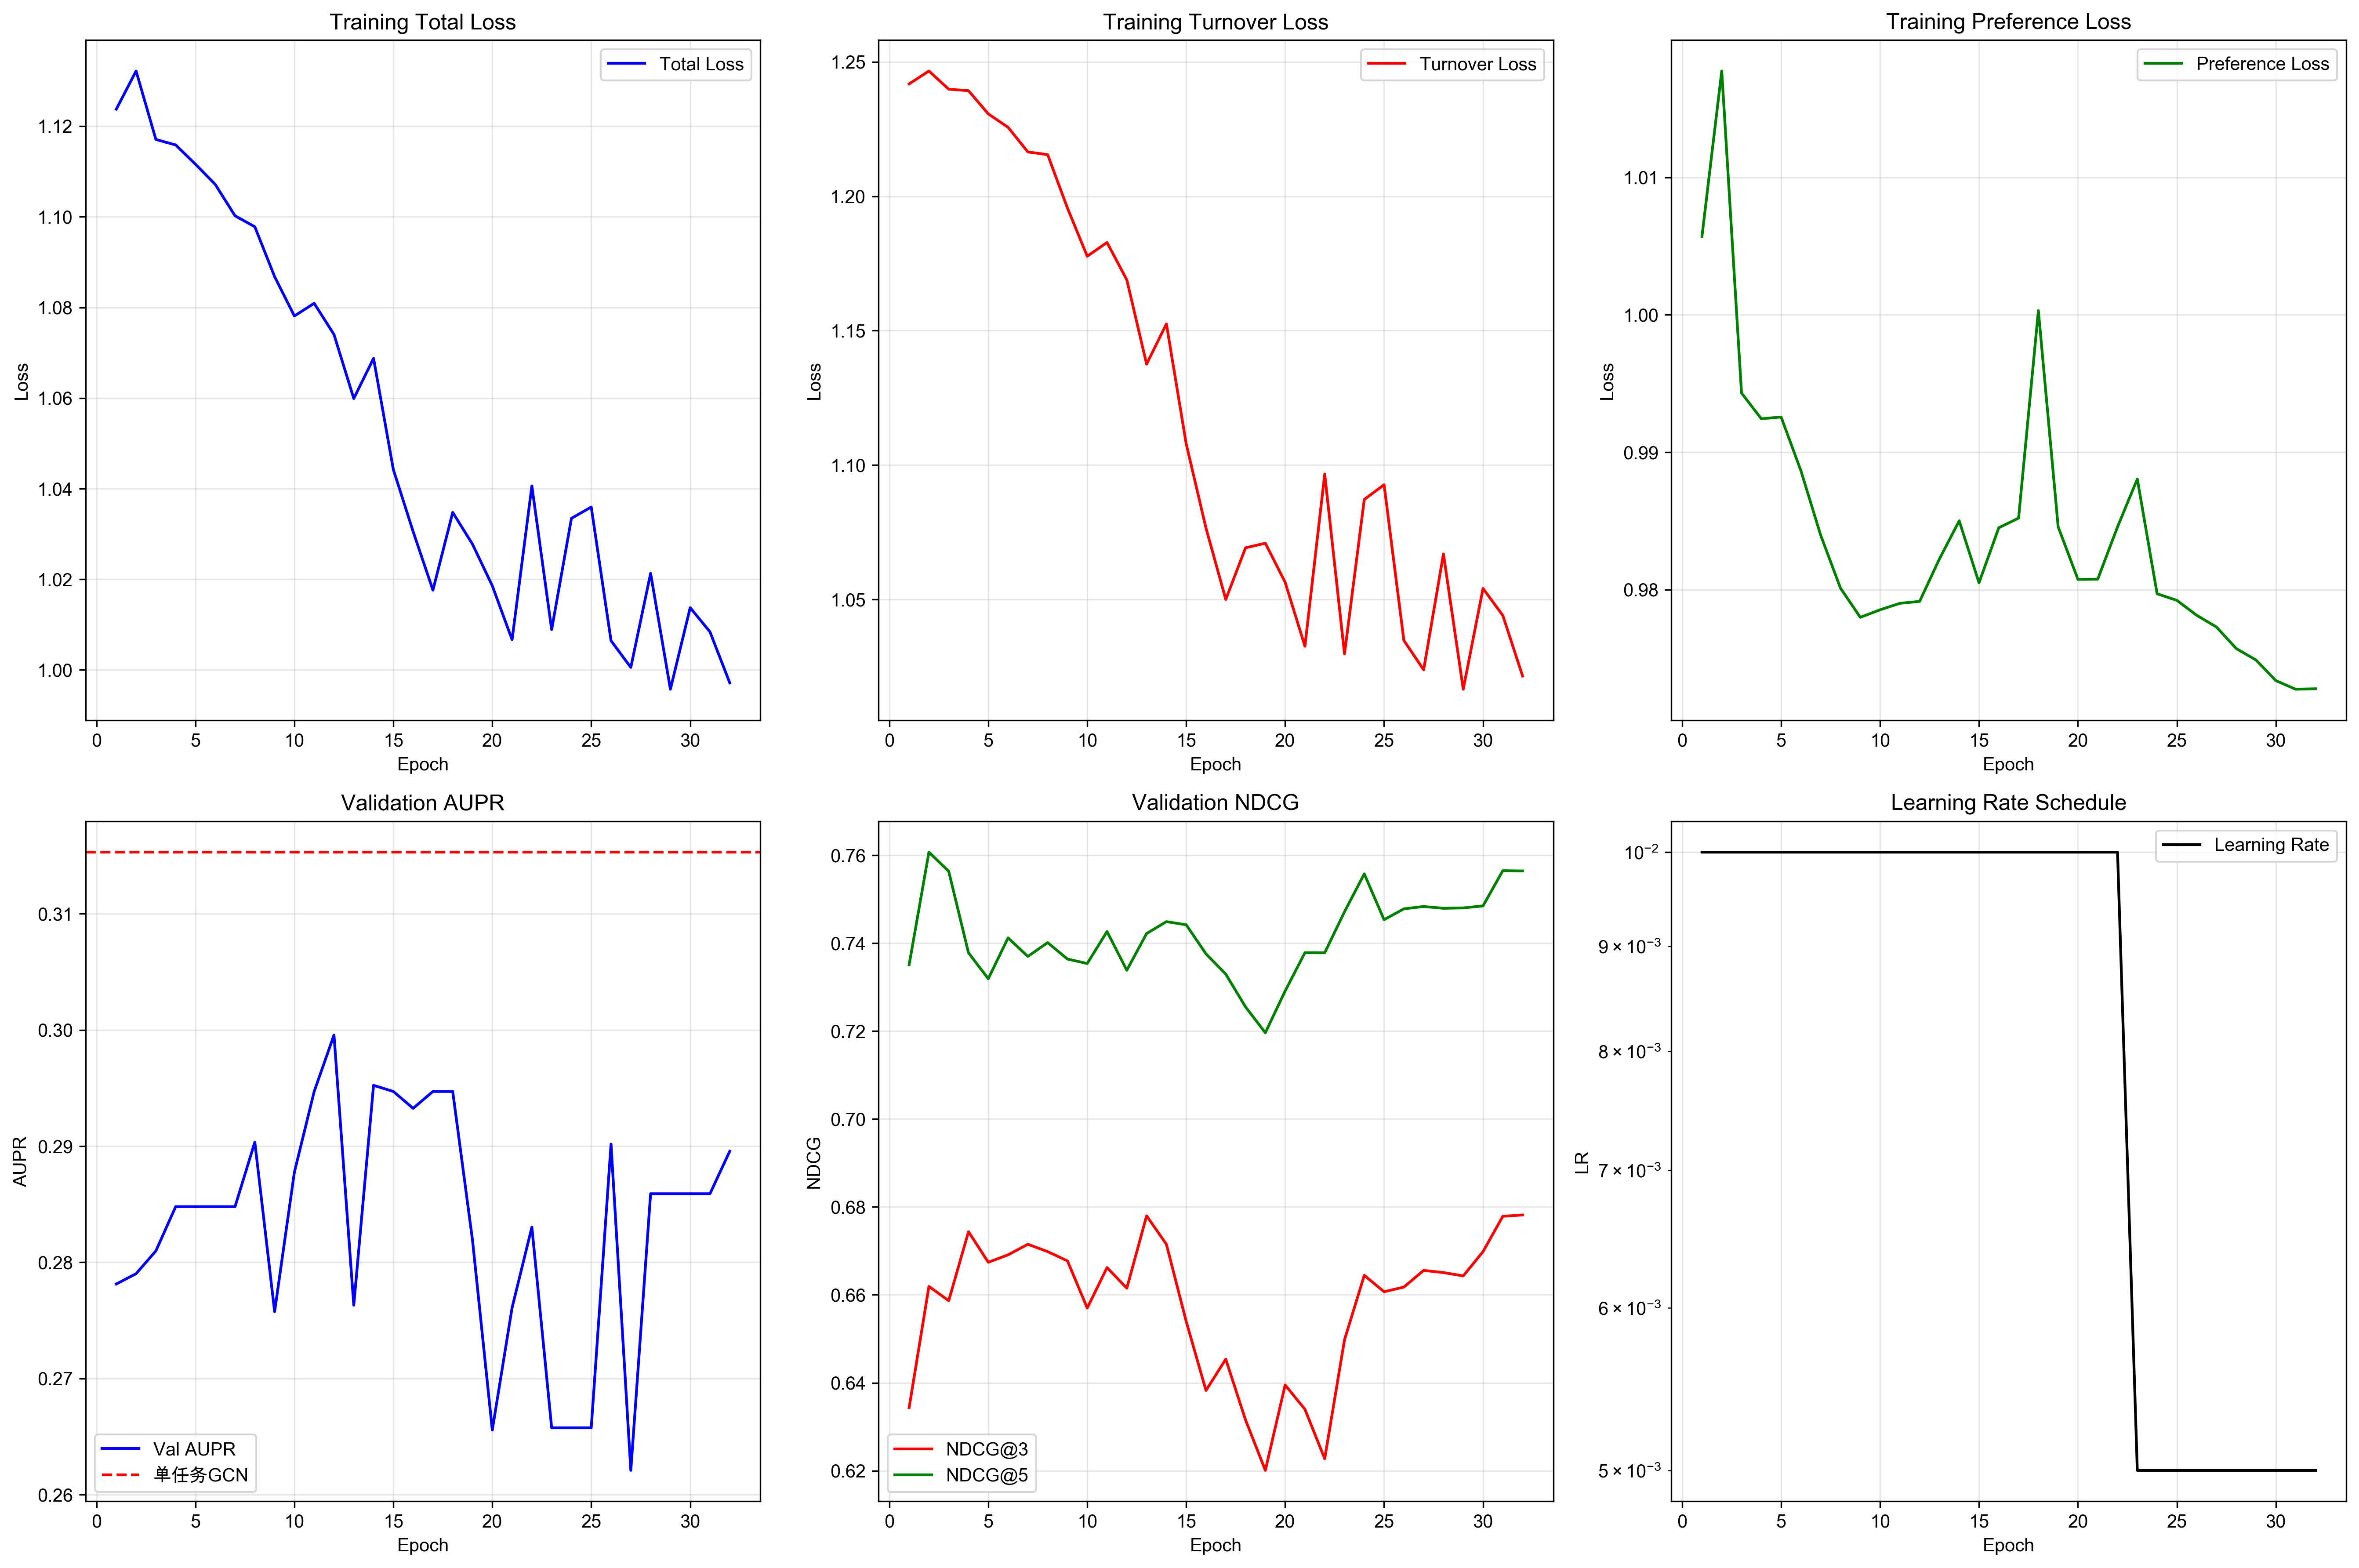 Training Total Loss
Total Loss
Loss
1.12
1.10
1.08
1.06
1.04
1.02
1.00
0 5 10 15 20 25 30
Epoch
Training Turnover Loss
Turnover Loss
Loss
1.25
1.20
1.15
1.10
1.05
0 5 10 15 20 25 30
Epoch
Training Preference Loss
Preference Loss
Loss
1.01
1.00
0.99
0.98
0 5 10 15 20 25 30
Epoch
Validation AUPR
AUPR
0.31
0.30
0.29
0.28
0.27
0.26
Val AUPR
单任务GCN
0 5 10 15 20 25 30
Epoch
Validation NDCG
NDCG
0.76
0.74
0.72
0.70
0.68
0.66
0.64
0.62
NDCG@3
NDCG@5
0 5 10 15 20 25 30
Epoch
Learning Rate Schedule
Learning Rate
LR
10⁻²
9 × 10⁻³
8 × 10⁻³
7 × 10⁻³
6 × 10⁻³
5 × 10⁻³
0 5 10 15 20 25 30
Epoch